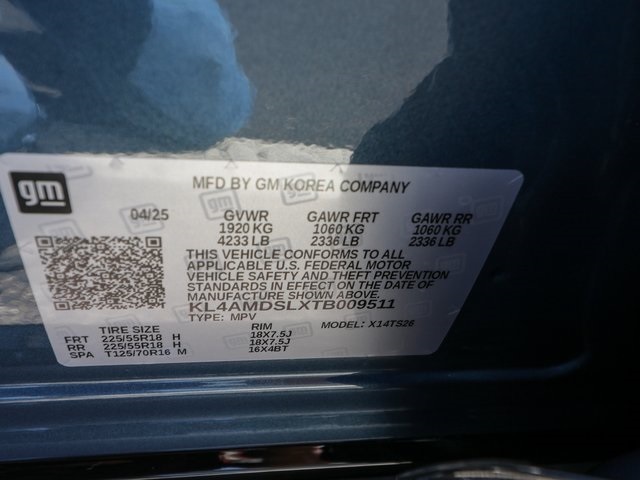 gm
MFD BY GM KOREA COMPANY
04/25 GVWR GAWR FRT GAWR RR
1920 KG 1060 KG 1060 KG
4233 LB 2336 LB 2336 LB
THIS VEHICLE CONFORMS TO ALL
APPLICABLE U.S. FEDERAL MOTOR
VEHICLE SAFETY AND THEFT PREVENTION
STANDARDS IN EFFECT ON THE DATE OF
MANUFACTURE SHOWN ABOVE.
KL4AMDSLXTB009511
TYPE: MPV MODEL: X14TS26
TIRE SIZE RIM
FRT 225/55R18 H 18X7.5J
RR 225/55R18 H 18X7.5J
SPA T125/70R16 M 16X4BT